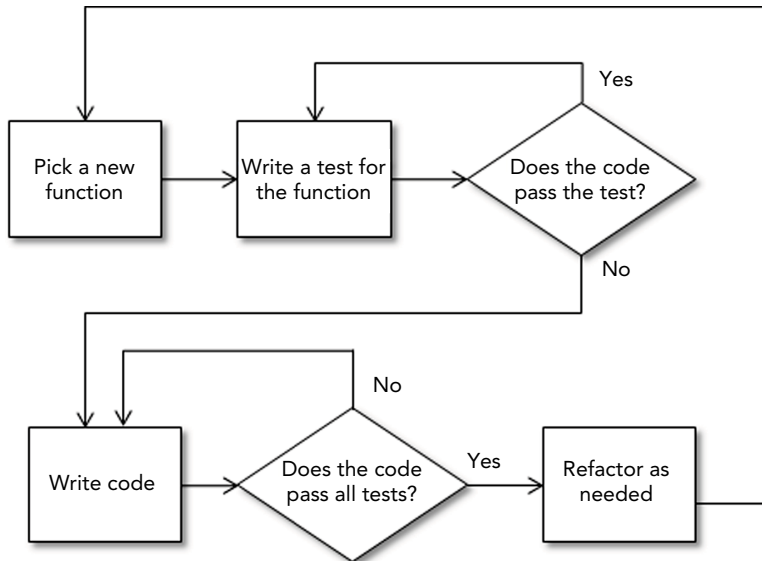 Yes
Pick a new
function
Write a test for
the function
Does the code
pass the test?
No
No
Write code
Does the code
pass all tests?
Yes
Refactor as
needed